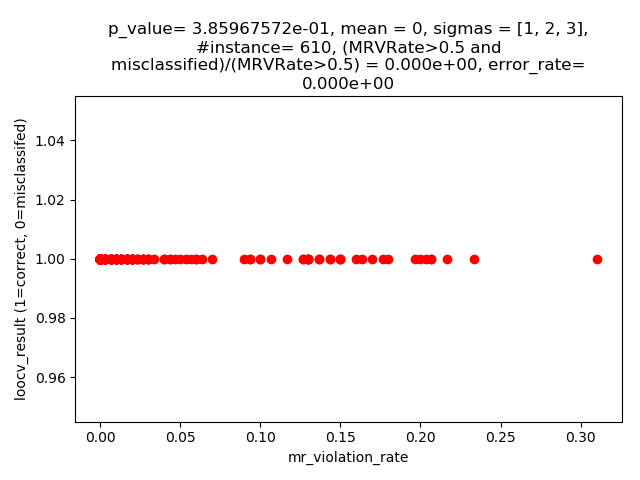 p_value= 3.85967572e-01, mean = 0, sigmas = [1, 2, 3],
#instance= 610, (MRVRate>0.5 and
misclassified)/(MRVRate>0.5) = 0.000e+00, error_rate=
0.000e+00
loocv_result (1=correct, 0=misclassifed)
1.04
1.02
1.00
0.98
0.96
0.00 0.05 0.10 0.15 0.20 0.25 0.30
mr_violation_rate